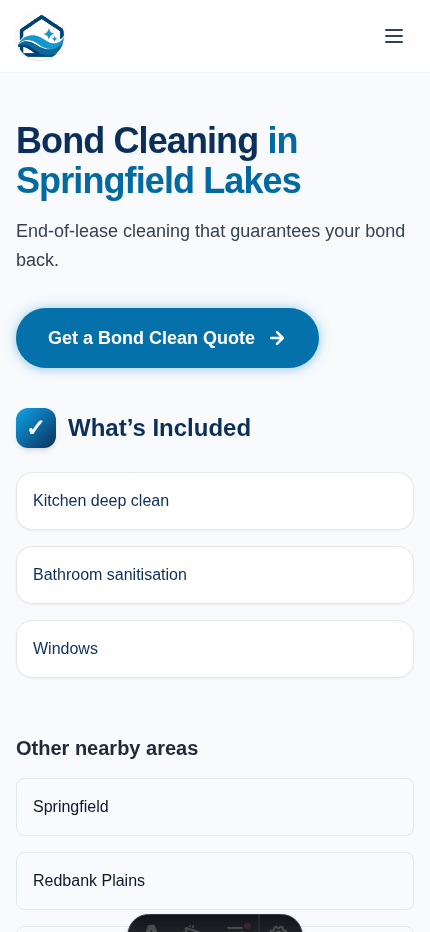 Bond Cleaning in
Springfield Lakes
End-of-lease cleaning that guarantees your bond
back.
Get a Bond Clean Quote →
✓ What’s Included
Kitchen deep clean
Bathroom sanitisation
Windows
Other nearby areas
Springfield
Redbank Plains